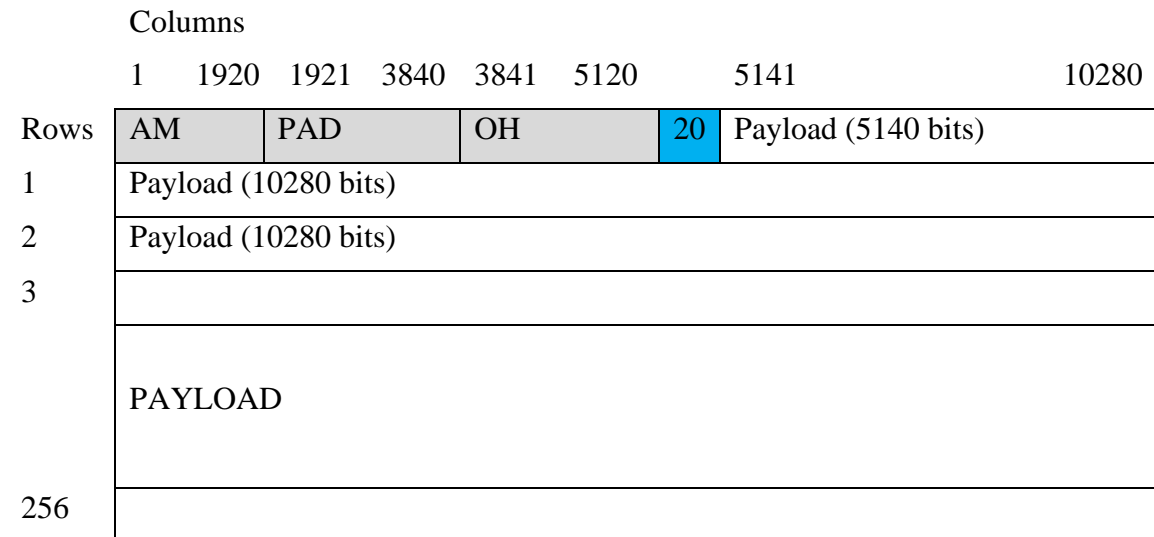 Columns
1 1920 1921 3840 3841 5120 5141 10280
Rows AM PAD OH 20 Payload (5140 bits)
1 Payload (10280 bits)
2 Payload (10280 bits)
3
PAYLOAD
256